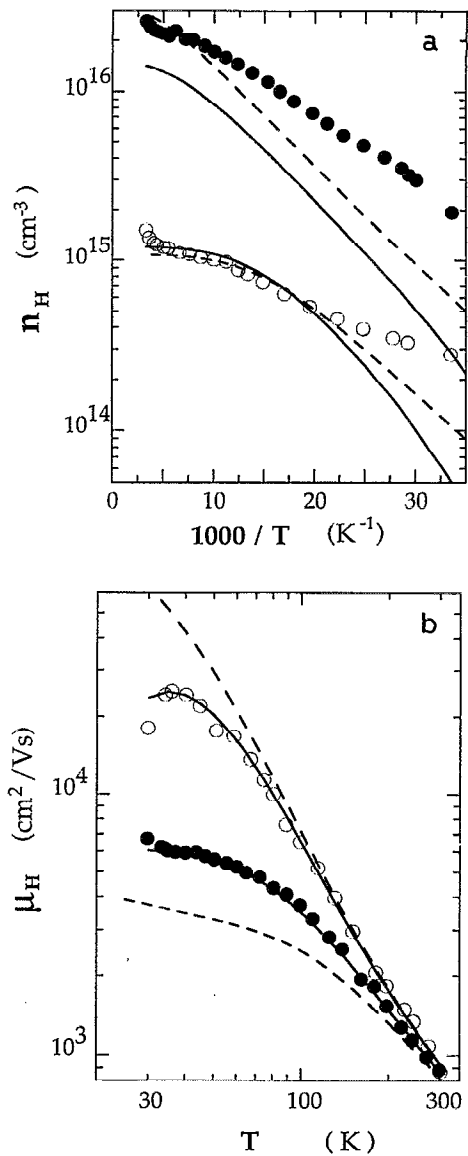 a
10^16
10^15
10^14
n_H (cm^-3)
0 10 20 30
1000 / T (K^-1)
b
10^4
10^3
μ_H (cm^2/Vs)
30 100 300
T (K)